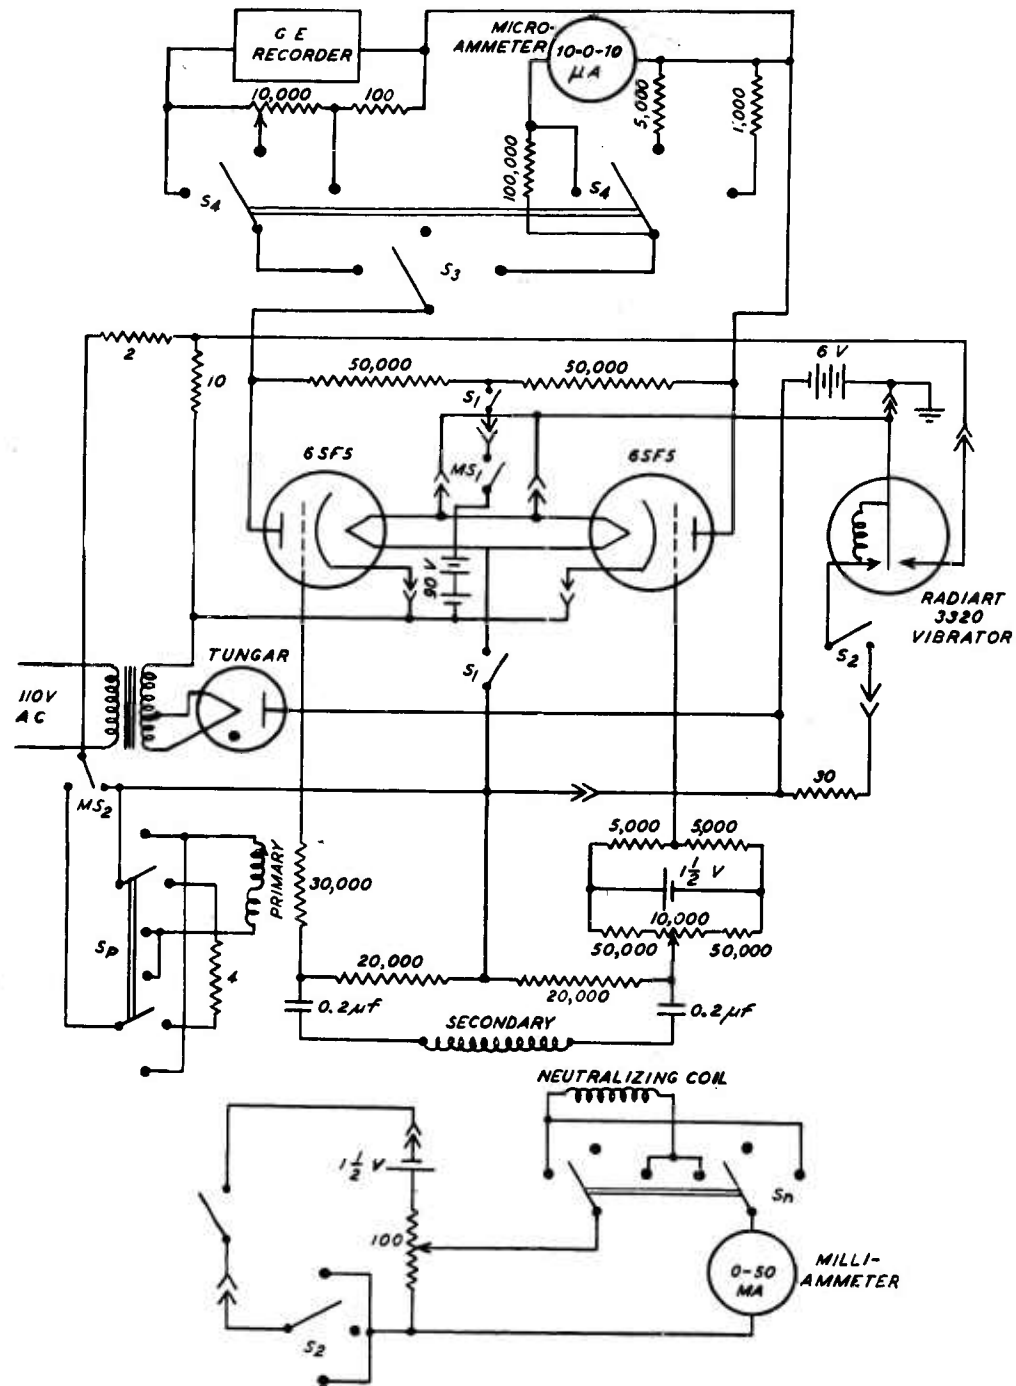 G E
RECORDER
MICRO-
AMMETER
10-0-10
μA
10,000
100
5,000
1,000
100,000
S4
S4
S3
2
10
50,000
50,000
6 V
S1
6SF5
MS1
6SF5
90 V
RADIART
3320
VIBRATOR
S2
TUNGAR
S1
110V
A C
MS2
30
5,000
5,000
1 1/2 V
PRIMARY
30,000
10,000
50,000
50,000
Sp
4
20,000
20,000
0.2μf
0.2μf
SECONDARY
NEUTRALIZING COIL
1 1/2 V
Sn
100
0-50
MA
MILLI-
AMMETER
S2